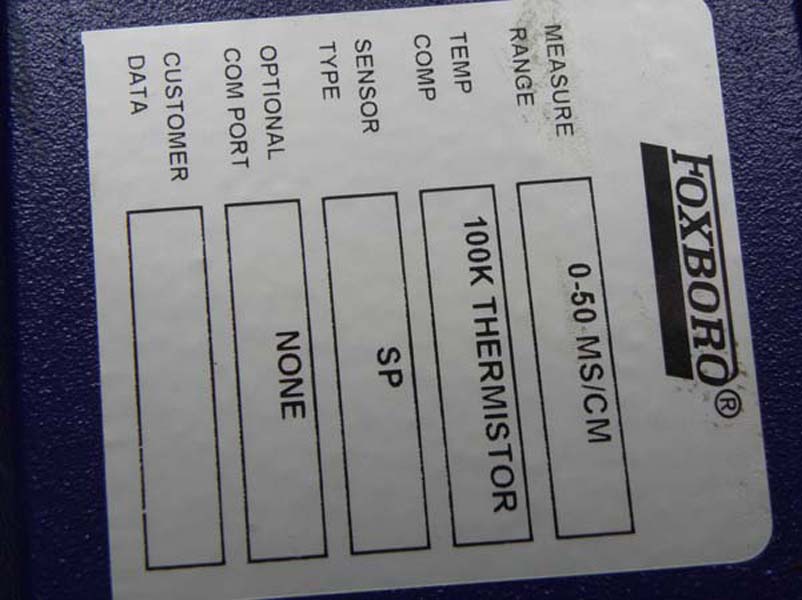 FOXBORO®
MEASURE RANGE
0-50 MS/CM
TEMP COMP
100K THERMISTOR
SENSOR TYPE
SP
OPTIONAL COM PORT
NONE
CUSTOMER DATA